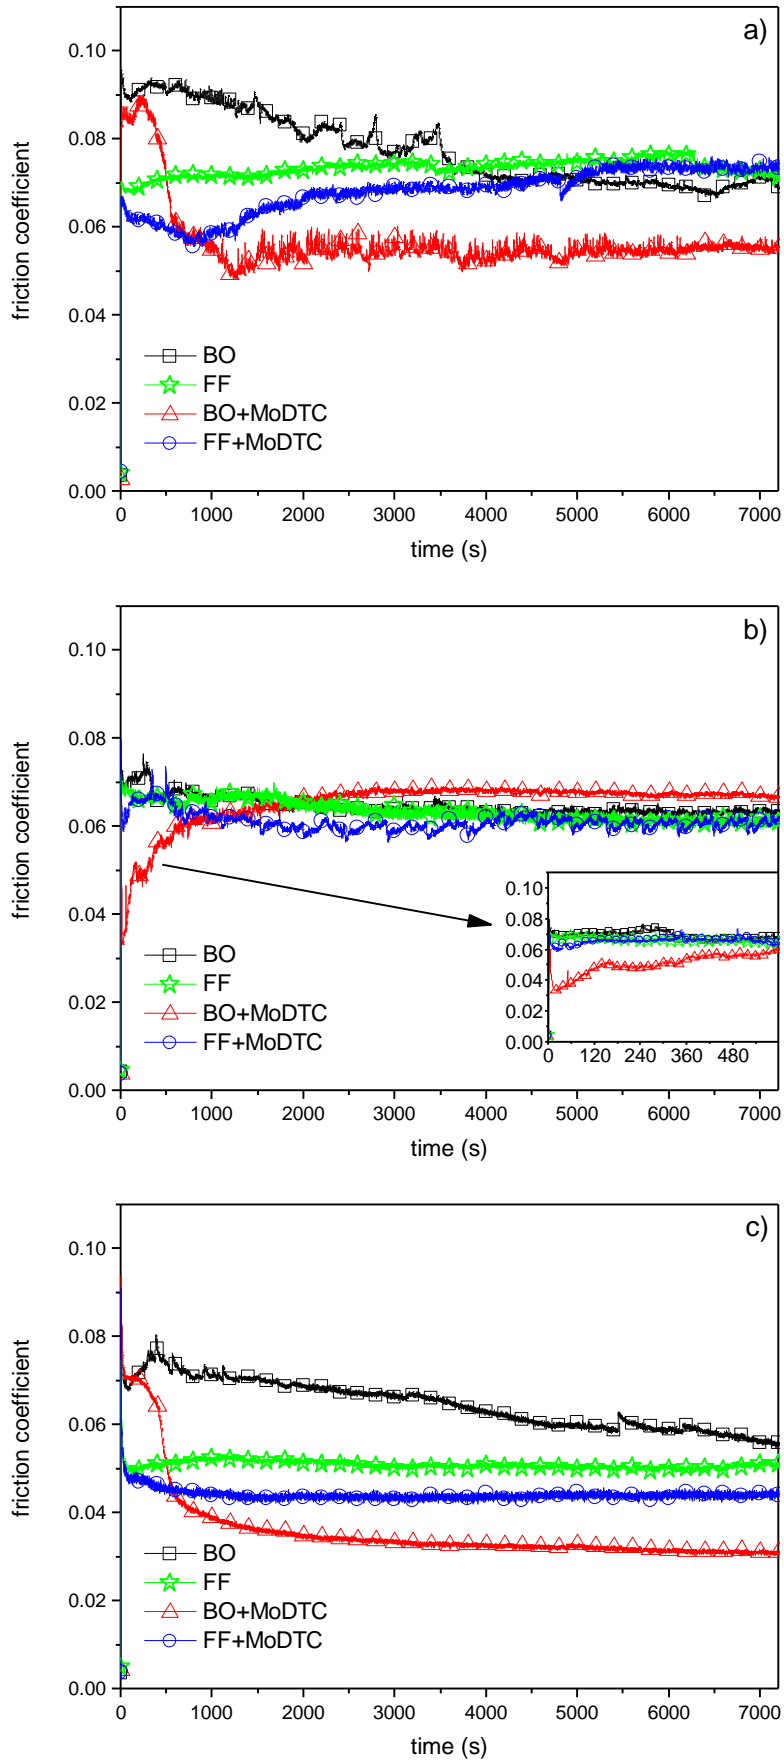 a)
0.10
0.08
0.06
0.04
0.02
0.00
friction coefficient
BO
FF
BO+MoDTC
FF+MoDTC
0 1000 2000 3000 4000 5000 6000 7000
time (s)
b)
0.10
0.08
0.06
0.04
0.02
0.00
friction coefficient
BO
FF
BO+MoDTC
FF+MoDTC
0.10
0.08
0.06
0.04
0.02
0.00
0 120 240 360 480
0 1000 2000 3000 4000 5000 6000 7000
time (s)
c)
0.10
0.08
0.06
0.04
0.02
0.00
friction coefficient
BO
FF
BO+MoDTC
FF+MoDTC
0 1000 2000 3000 4000 5000 6000 7000
time (s)